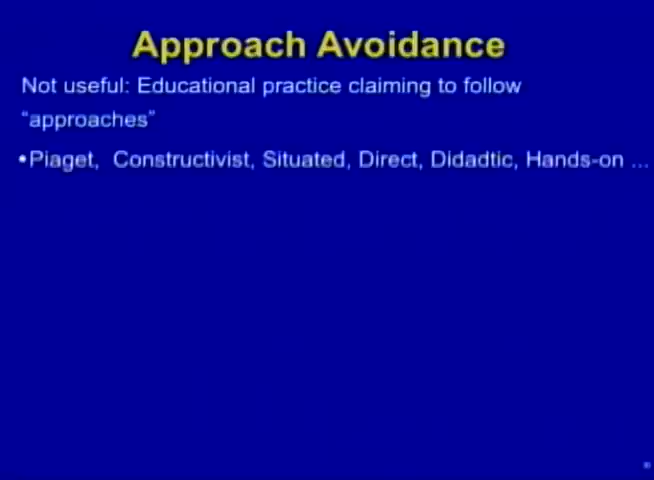 Approach Avoidance
Not useful: Educational practice claiming to follow
“approaches”
•Piaget, Constructivist, Situated, Direct, Didadtic, Hands-on ...